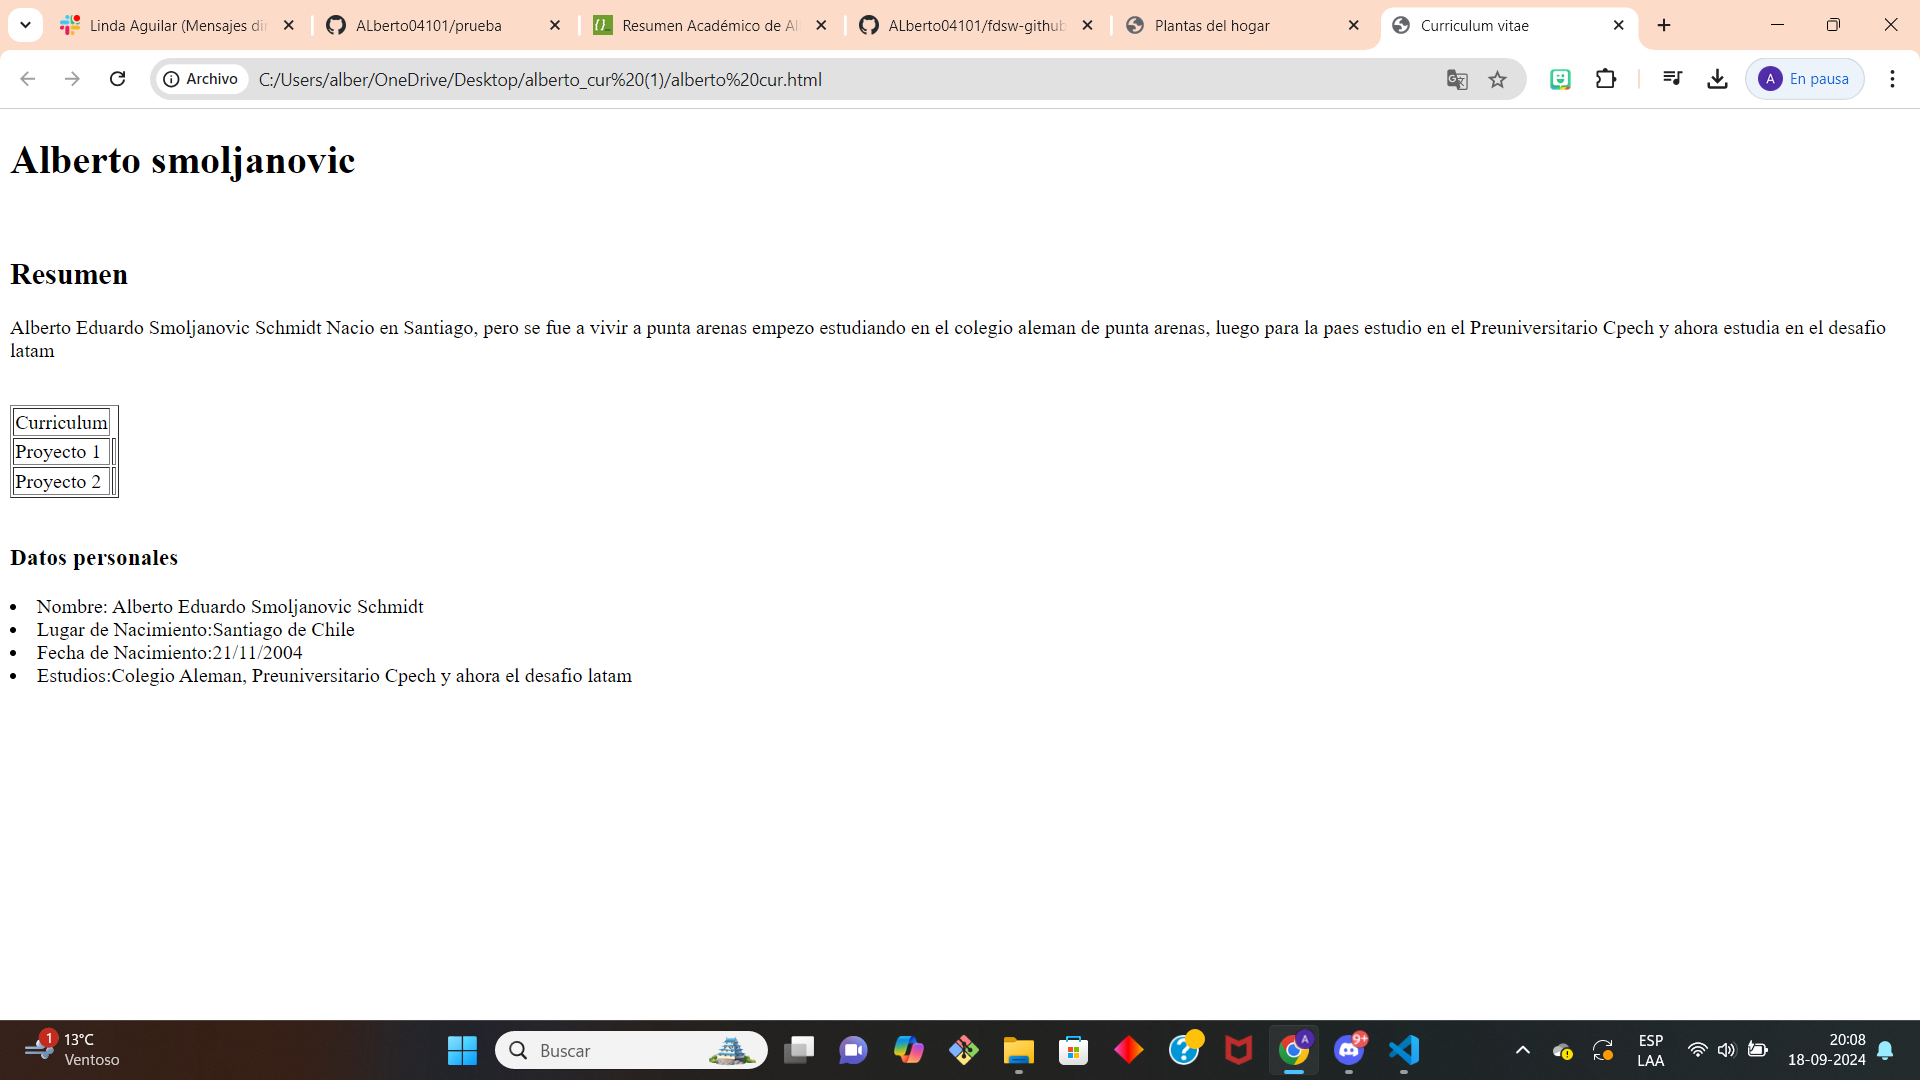 Linda Aguilar (Mensajes dir
ALberto04101/prueba
Resumen Académico de Al
ALberto04101/fdsw-github
Plantas del hogar
Curriculum vitae
Archivo
C:/Users/alber/OneDrive/Desktop/alberto_cur%20(1)/alberto%20cur.html
A En pausa
Alberto smoljanovic
Resumen
Alberto Eduardo Smoljanovic Schmidt Nacio en Santiago, pero se fue a vivir a punta arenas empezo estudiando en el colegio aleman de punta arenas, luego para la paes estudio en el Preuniversitario Cpech y ahora estudia en el desafio
latam
Curriculum
Proyecto 1
Proyecto 2
Datos personales
• Nombre: Alberto Eduardo Smoljanovic Schmidt
• Lugar de Nacimiento:Santiago de Chile
• Fecha de Nacimiento:21/11/2004
• Estudios:Colegio Aleman, Preuniversitario Cpech y ahora el desafio latam
1
13°C
Ventoso
Buscar
A
9+
ESP
LAA
20:08
18-09-2024